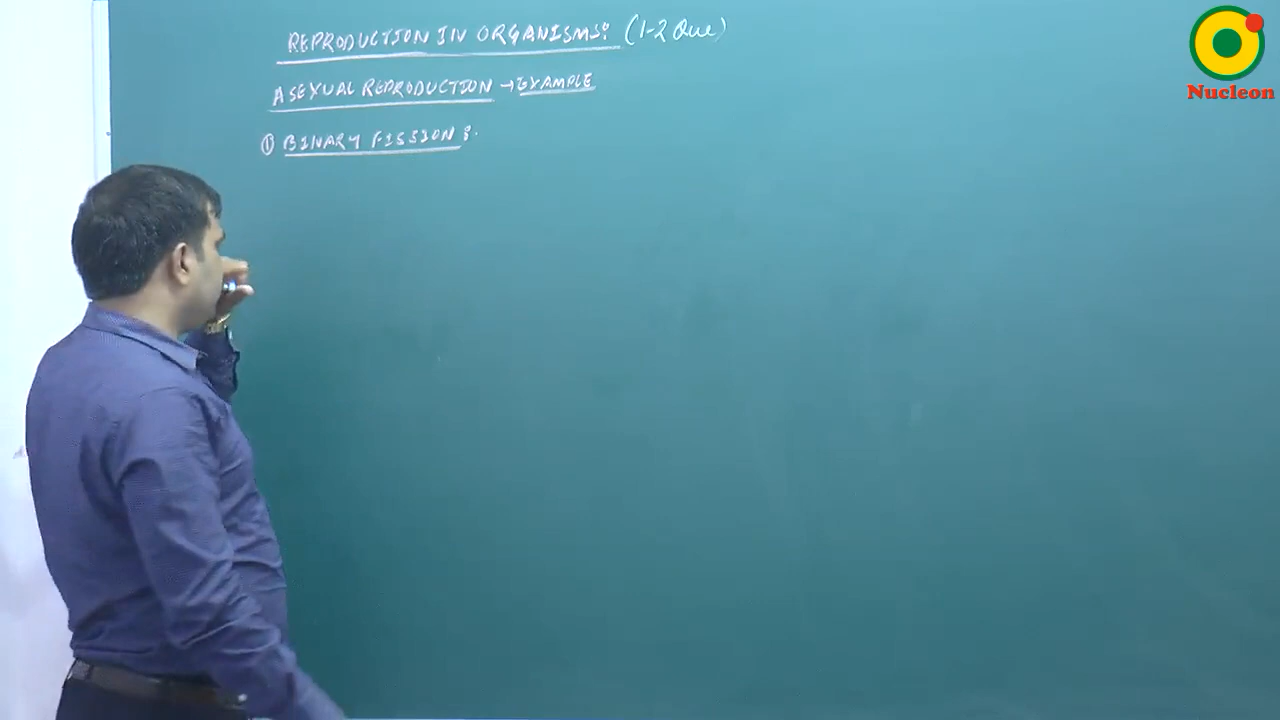 REPRODUCTION IN ORGANISMS: (1-2 Que)
ASEXUAL REPRODUCTION → EXAMPLE
① BINARY FISSION :-
Nucleon